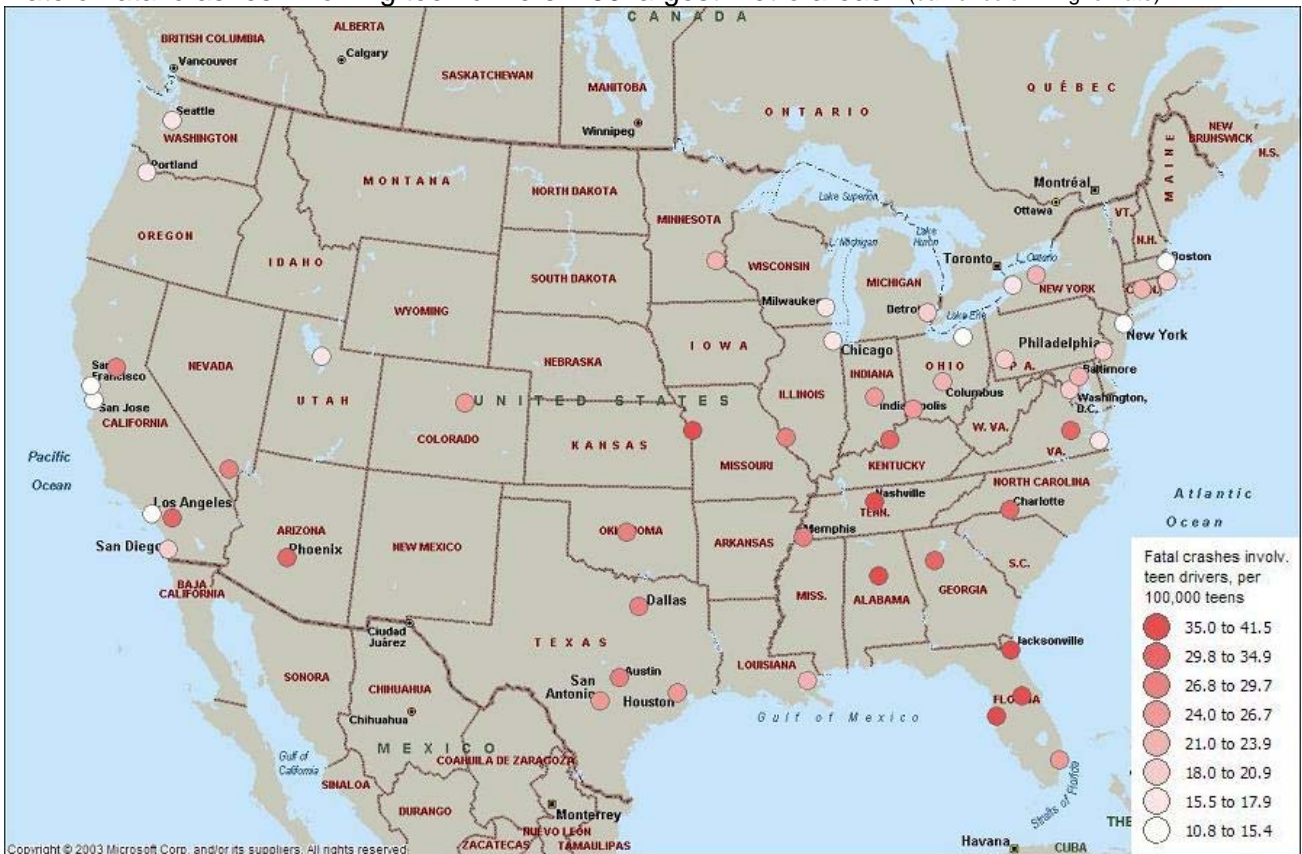 CANADA
BRITISH COLUMBIA
ALBERTA
Vancouver
Calgary
SASKATCHEWAN
MANITOBA
Winnipeg
ONTARIO
QUÉBEC
NEW
BRUNSWICK
N.S.
MAINE
Montréal
Ottawa
VT.
N.H.
Boston
Seattle
WASHINGTON
Portland
OREGON
MONTANA
IDAHO
WYOMING
NORTH DAKOTA
SOUTH DAKOTA
MINNESOTA
WISCONSIN
Lake Superior
L. Michigan
Lake
Huron
MICHIGAN
Toronto
L. Ontario
NEW YORK
Milwaukee
Lake Erie
New York
Chicago
Philadelphia
PA.
Baltimore
Washington,
D.C.
San
Francisco
San Jose
CALIFORNIA
NEVADA
UTAH
COLORADO
NEBRASKA
IOWA
UNITED STATES
KANSAS
MISSOURI
ILLINOIS
INDIANA
OHIO
Columbus
W. VA.
VA.
KENTUCKY
NORTH CAROLINA
Charlotte
Nashville
TENN.
Memphis
Pacific
Ocean
Los Angeles
San Diego
BAJA
CALIFORNIA
ARIZONA
Phoenix
NEW MEXICO
ARKANSAS
MISS.
ALABAMA
GEORGIA
S.C.
Atlantic
Ocean
Dallas
TEXAS
Ciudad
Juárez
Austin
San
Antonio
Houston
LOUISIANA
Jacksonville
Gulf of Mexico
SONORA
CHIHUAHUA
Chihuahua
MEXICO
COAHUILA DE ZARAGOZA
Gulf of
California
SINALOA
DURANGO
Monterrey
NUEVO LEÓN
ZACATECAS
TAMAULIPAS
Straits of Florida
Havana
CUBA
THE
Fatal crashes involv.
teen drivers, per
100,000 teens
35.0 to 41.5
29.8 to 34.9
26.8 to 29.7
24.0 to 26.7
21.0 to 23.9
18.0 to 20.9
15.5 to 17.9
10.8 to 15.4
Copyright © 2003 Microsoft Corp. and/or its suppliers. All rights reserved.